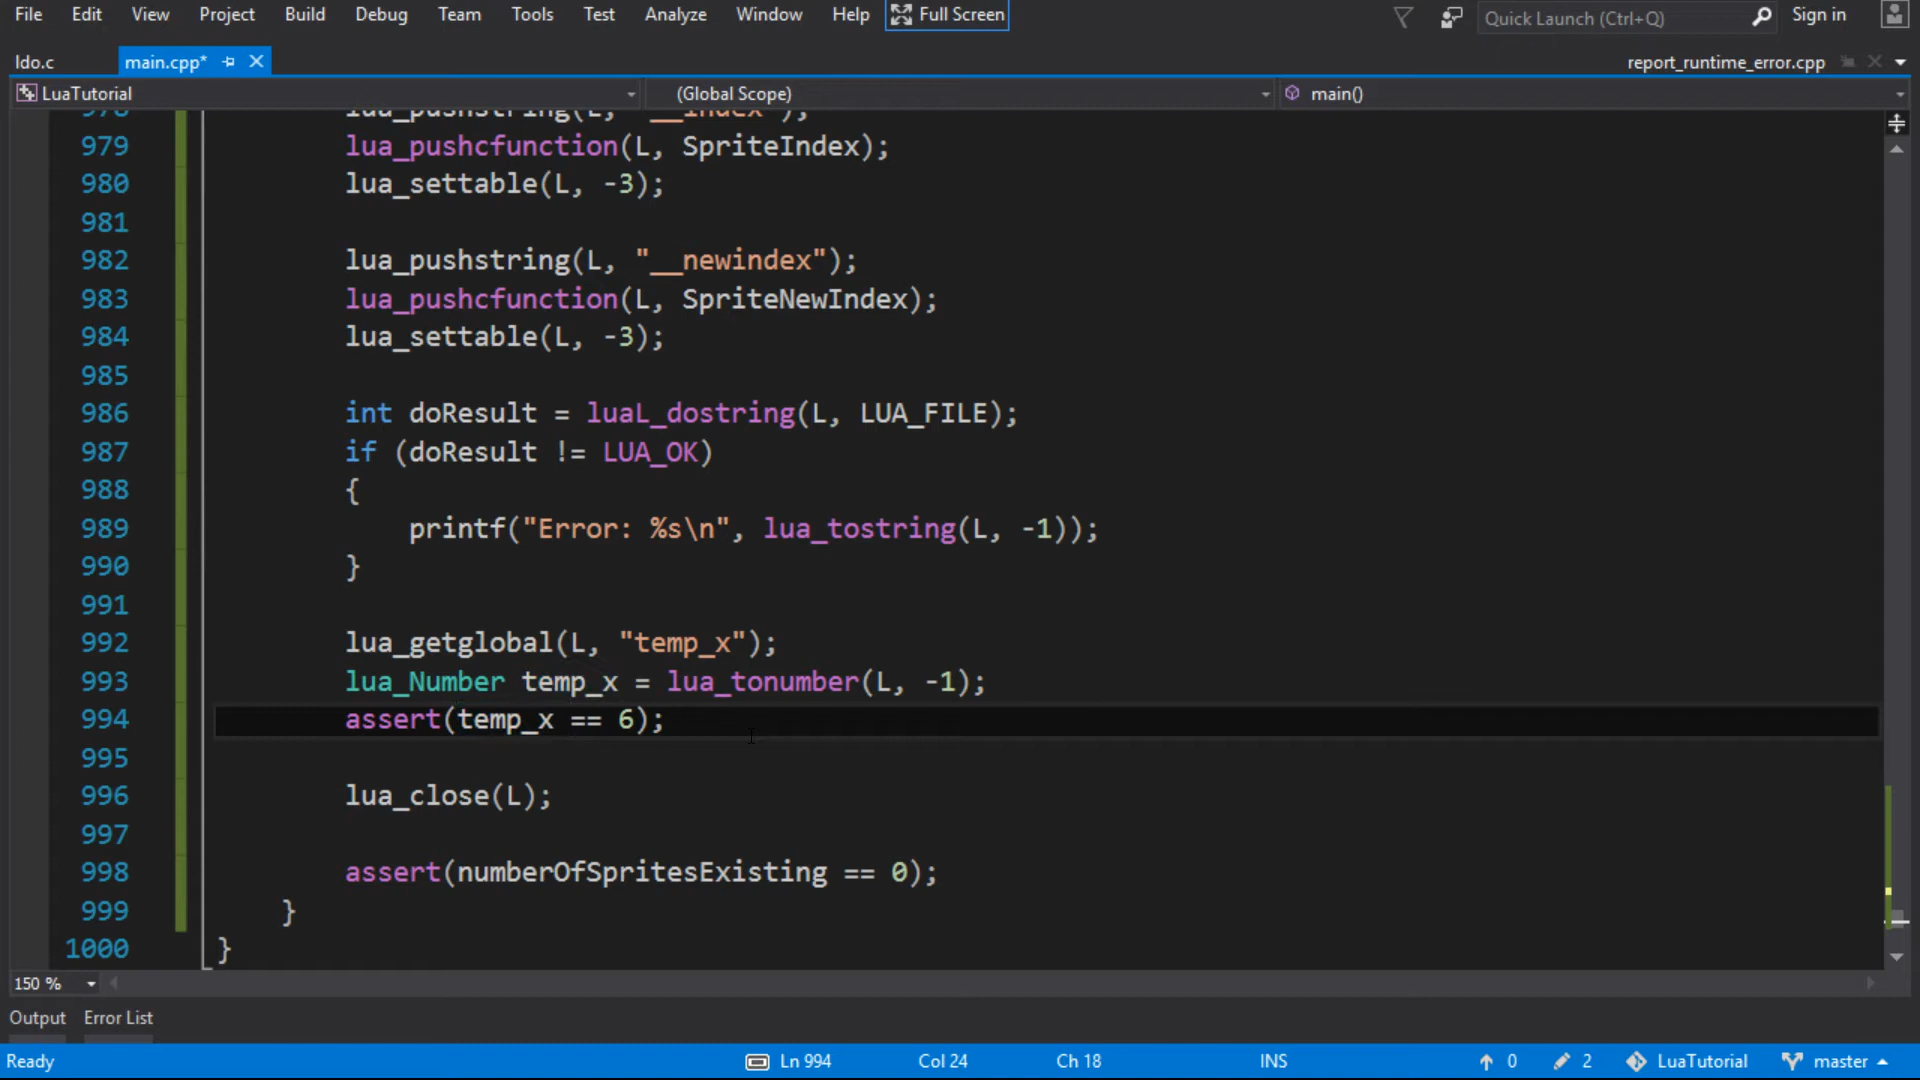 File Edit View Project Build Debug Team Tools Test Analyze Window Help Full Screen Quick Launch (Ctrl+Q) Sign in
ldo.c main.cpp* report_runtime_error.cpp
LuaTutorial (Global Scope) main()
978 lua_pushstring(L, "__index");
979 lua_pushcfunction(L, SpriteIndex);
980 lua_settable(L, -3);
981
982 lua_pushstring(L, "__newindex");
983 lua_pushcfunction(L, SpriteNewIndex);
984 lua_settable(L, -3);
985
986 int doResult = luaL_dostring(L, LUA_FILE);
987 if (doResult != LUA_OK)
988 {
989 printf("Error: %s\n", lua_tostring(L, -1));
990 }
991
992 lua_getglobal(L, "temp_x");
993 lua_Number temp_x = lua_tonumber(L, -1);
994 assert(temp_x == 6);
995
996 lua_close(L);
997
998 assert(numberOfSpritesExisting == 0);
999 }
1000 }
150 %
Output Error List
Ready Ln 994 Col 24 Ch 18 INS 0 2 LuaTutorial master